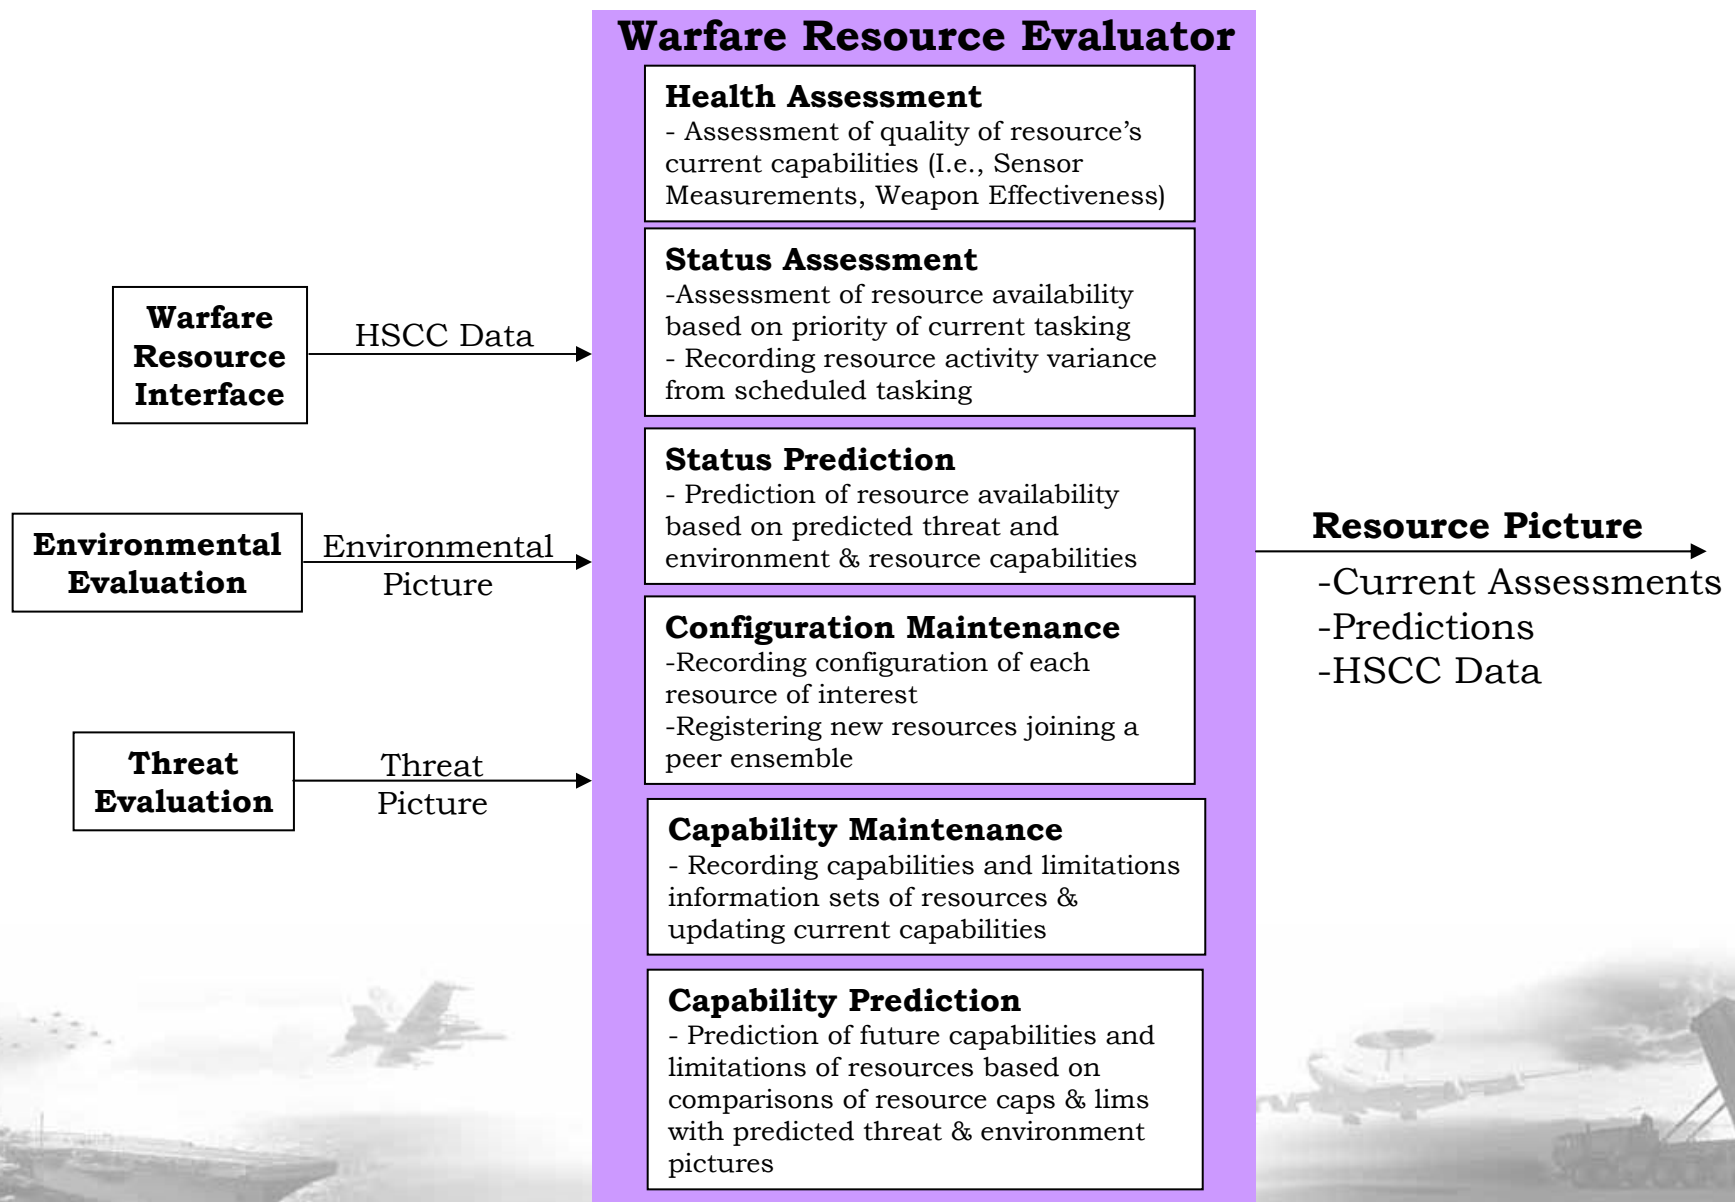 Warfare Resource Evaluator
Health Assessment
- Assessment of quality of resource’s
current capabilities (I.e., Sensor
Measurements, Weapon Effectiveness)
Status Assessment
-Assessment of resource availability
based on priority of current tasking
- Recording resource activity variance
from scheduled tasking
Warfare
Resource
Interface
HSCC Data
Status Prediction
- Prediction of resource availability
based on predicted threat and
environment & resource capabilities
Environmental
Evaluation
Environmental
Picture
Resource Picture
-Current Assessments
-Predictions
-HSCC Data
Configuration Maintenance
-Recording configuration of each
resource of interest
-Registering new resources joining a
peer ensemble
Threat
Evaluation
Threat
Picture
Capability Maintenance
- Recording capabilities and limitations
information sets of resources &
updating current capabilities
Capability Prediction
- Prediction of future capabilities and
limitations of resources based on
comparisons of resource caps & lims
with predicted threat & environment
pictures